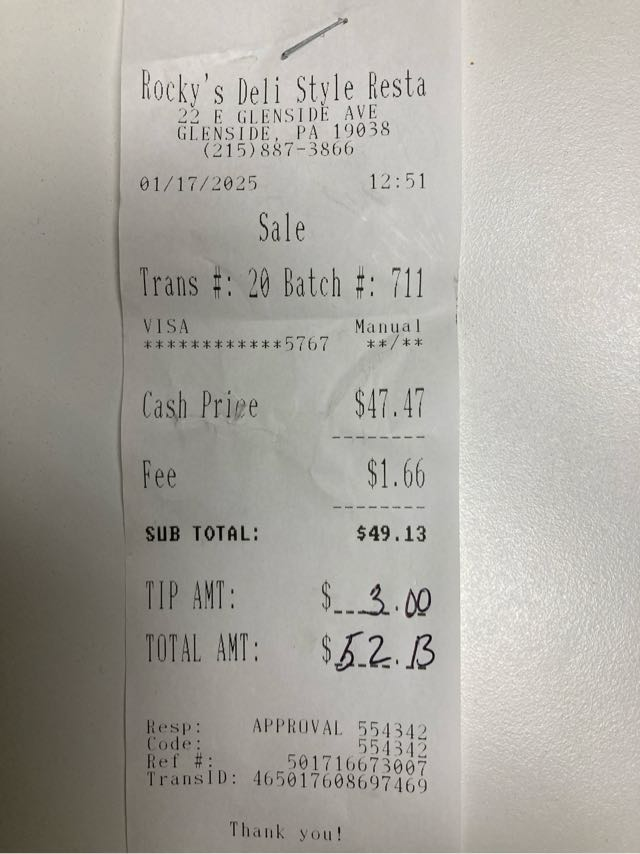 Rocky's Deli Style Resta
22 E GLENSIDE AVE
GLENSIDE, PA 19038
(215)887-3866
01/17/2025 12:51
Sale
Trans #: 20 Batch #: 711
VISA Manual
************5767 **/**
Cash Price $47.47
--------
Fee $1.66
--------
SUB TOTAL: $49.13
TIP AMT: $ 3.00
TOTAL AMT: $ 52.13
Resp: APPROVAL 554342
Code: 554342
Ref #: 501716673007
TransID: 465017608697469
Thank you!